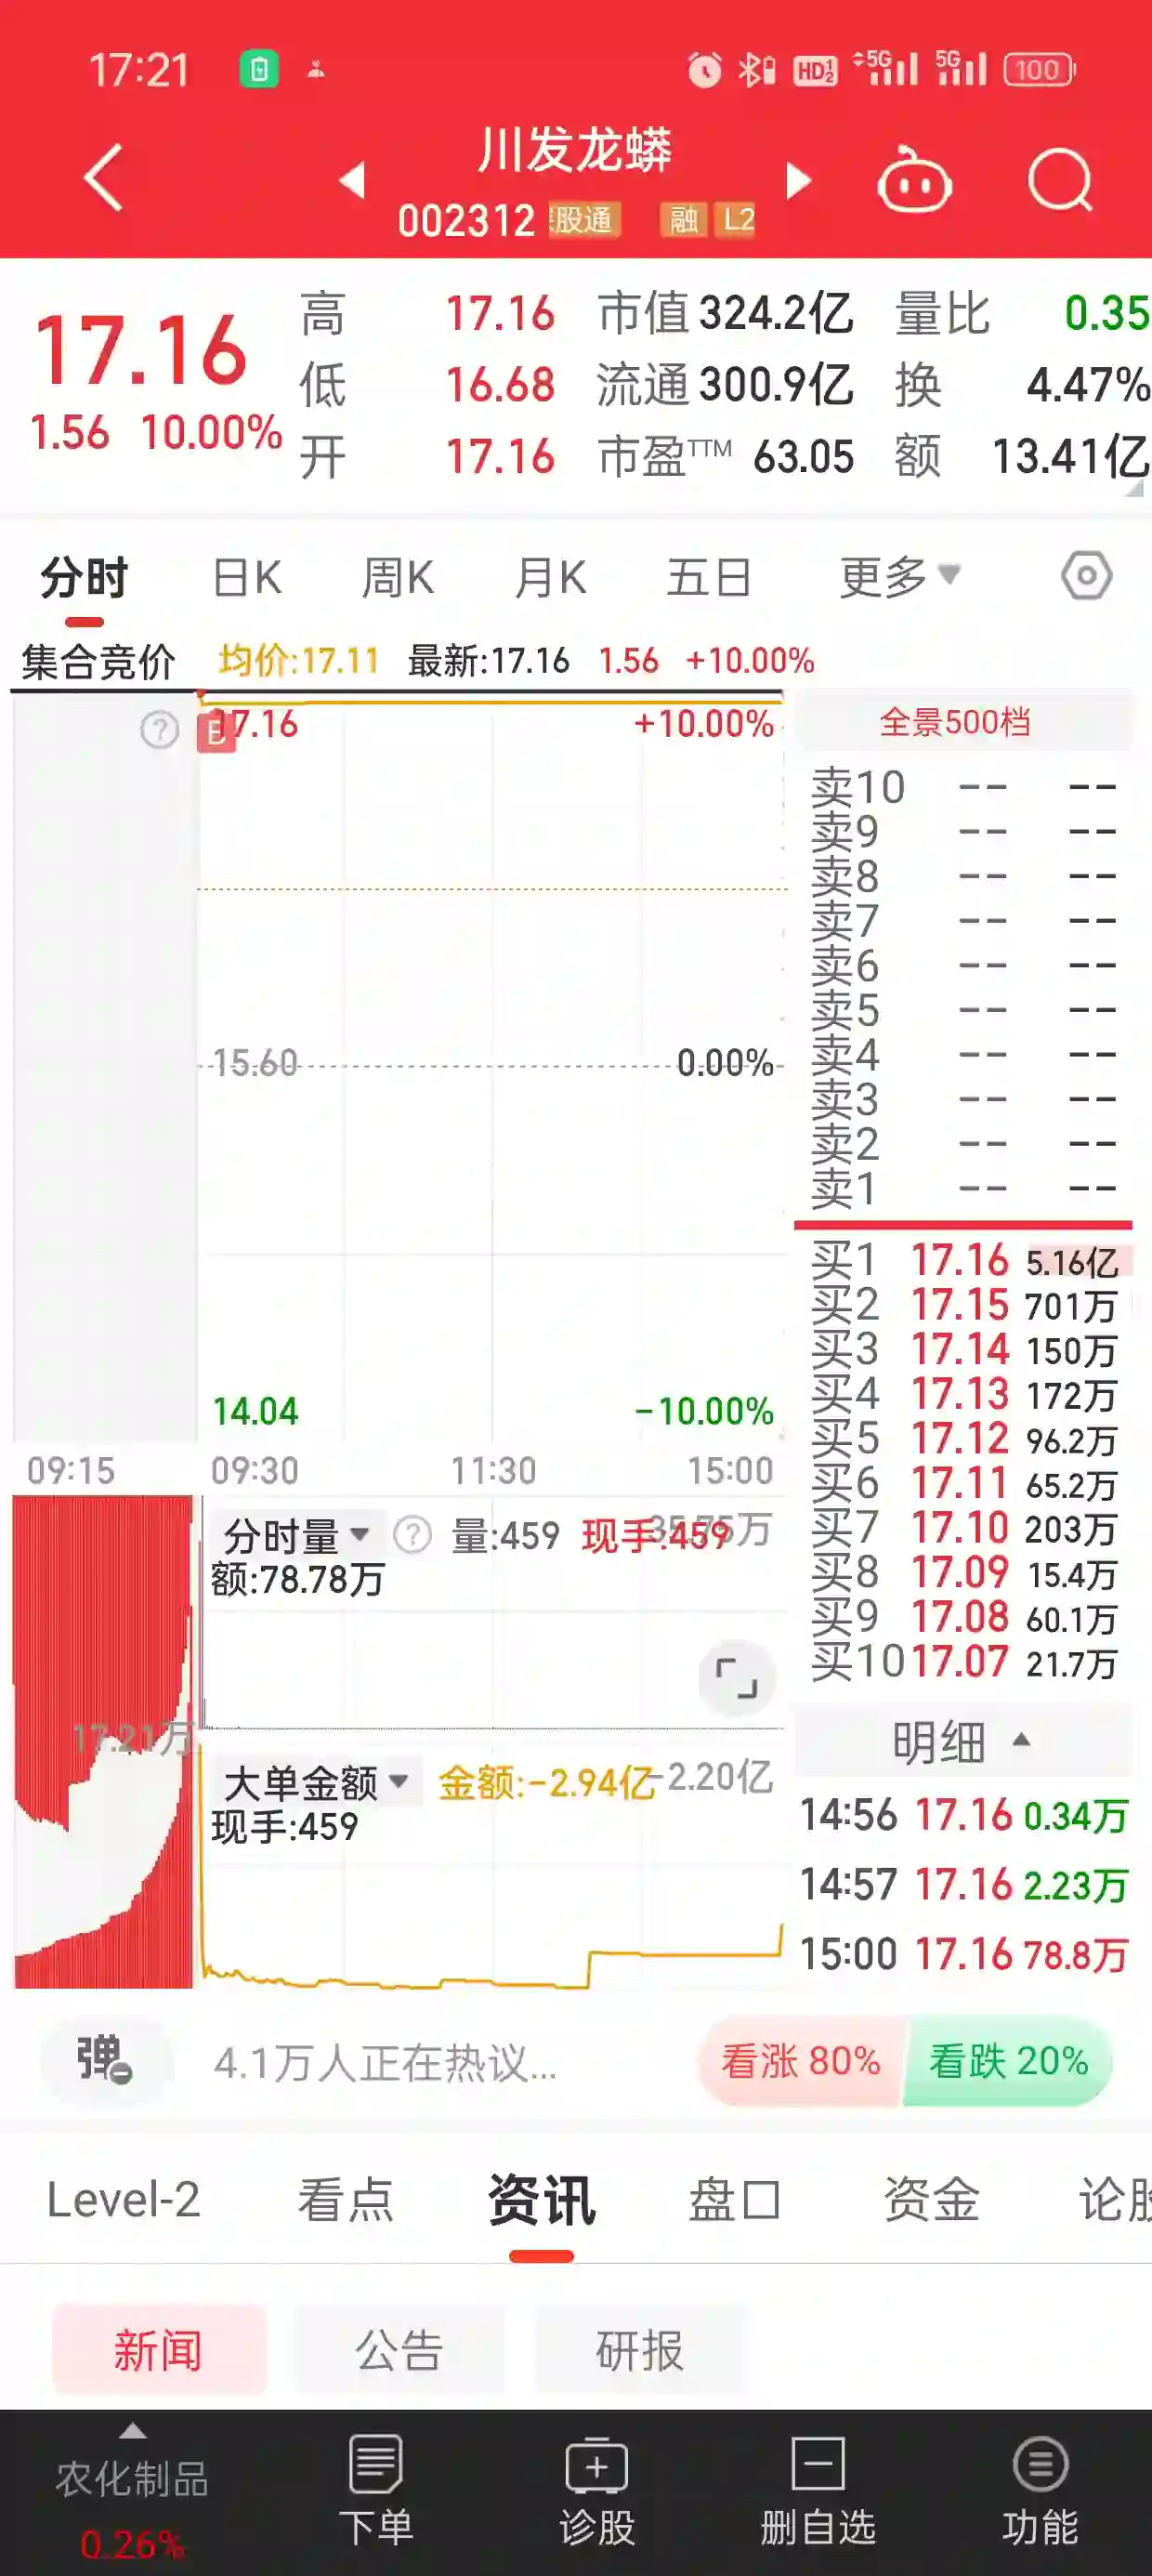 17:21
HD1 2 5G 5G 100
川发龙蟒
002312 股通 融 L2
17.16
1.56 10.00%
高 17.16 市值 324.2亿 量比 0.35
低 16.68 流通 300.9亿 换 4.47%
开 17.16 市盈TTM 63.05 额 13.41亿
分时 日K 周K 月K 五日 更多
集合竞价 均价:17.11 最新:17.16 1.56 +10.00%
? E 17.16 +10.00%
15.60 0.00%
14.04 -10.00%
09:15 09:30 11:30 15:00
全景500档
卖10 -- --
卖9 -- --
卖8 -- --
卖7 -- --
卖6 -- --
卖5 -- --
卖4 -- --
卖3 -- --
卖2 -- --
卖1 -- --
买1 17.16 5.16亿
买2 17.15 701万
买3 17.14 150万
买4 17.13 172万
买5 17.12 96.2万
买6 17.11 65.2万
买7 17.10 203万
买8 17.09 15.4万
买9 17.08 60.1万
买10 17.07 21.7万
分时量 ? 量:459 现手:459
额:78.78万
17.21万
大单金额 金额:-2.94亿 -2.20亿
现手:459
明细
14:56 17.16 0.34万
14:57 17.16 2.23万
15:00 17.16 78.8万
弹 4.1万人正在热议... 看涨 80% 看跌 20%
Level-2 看点 资讯 盘口 资金 论股
新闻 公告 研报
农化制品 下单 诊股 删自选 功能
0.26%